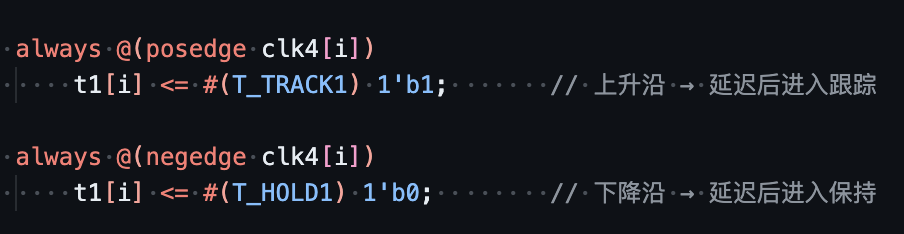 always @(posedge clk4[i])
t1[i] <= #(T_TRACK1) 1'b1; // 上升沿 → 延迟后进入跟踪
always @(negedge clk4[i])
t1[i] <= #(T_HOLD1) 1'b0; // 下降沿 → 延迟后进入保持